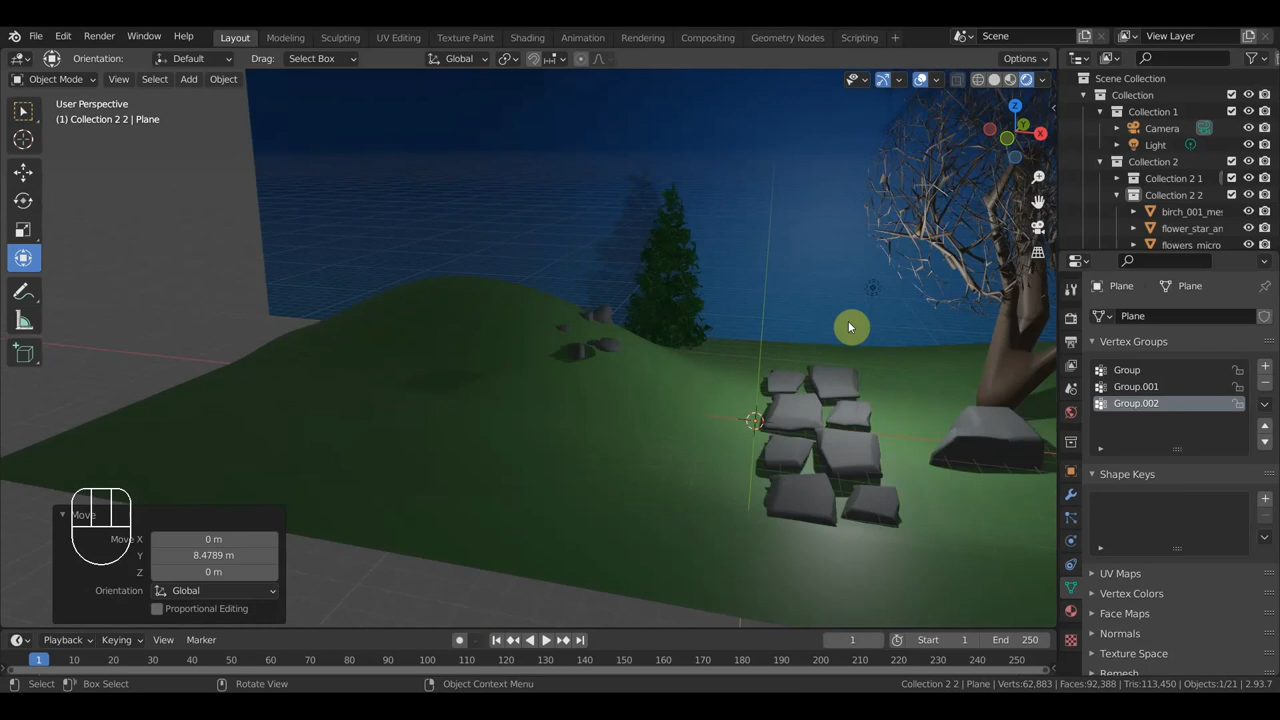 File Edit Render Window Help Layout Modeling Sculpting UV Editing Texture Paint Shading Animation Rendering Compositing Geometry Nodes Scripting + Scene View Layer
Orientation: Default Drag: Select Box Global Options
Object Mode View Select Add Object
User Perspective
(1) Collection 2 2 | Plane
Z
Y
X
Scene Collection
Collection
Collection 1
Camera
Light
Collection 2
Collection 2 1
Collection 2 2
birch_001_me
flower_star_an
flowers micro
Plane Plane
Plane
Vertex Groups
Group
Group.001
Group.002
Shape Keys
UV Maps
Vertex Colors
Face Maps
Normals
Texture Space
Remesh
Move
Move X 0 m
Y 8.4789 m
Z 0 m
Orientation Global
Proportional Editing
Playback Keying View Marker 1 Start 1 End 250
1 10 20 30 40 50 60 70 80 90 100 110 120 130 140 150 160 170 180 190 200 210 220 230 240 250
Select Box Select Rotate View Object Context Menu Collection 2 2 | Plane | Verts:62,883 | Faces:92,388 | Tris:113,450 | Objects:1/21 | 2.93.7